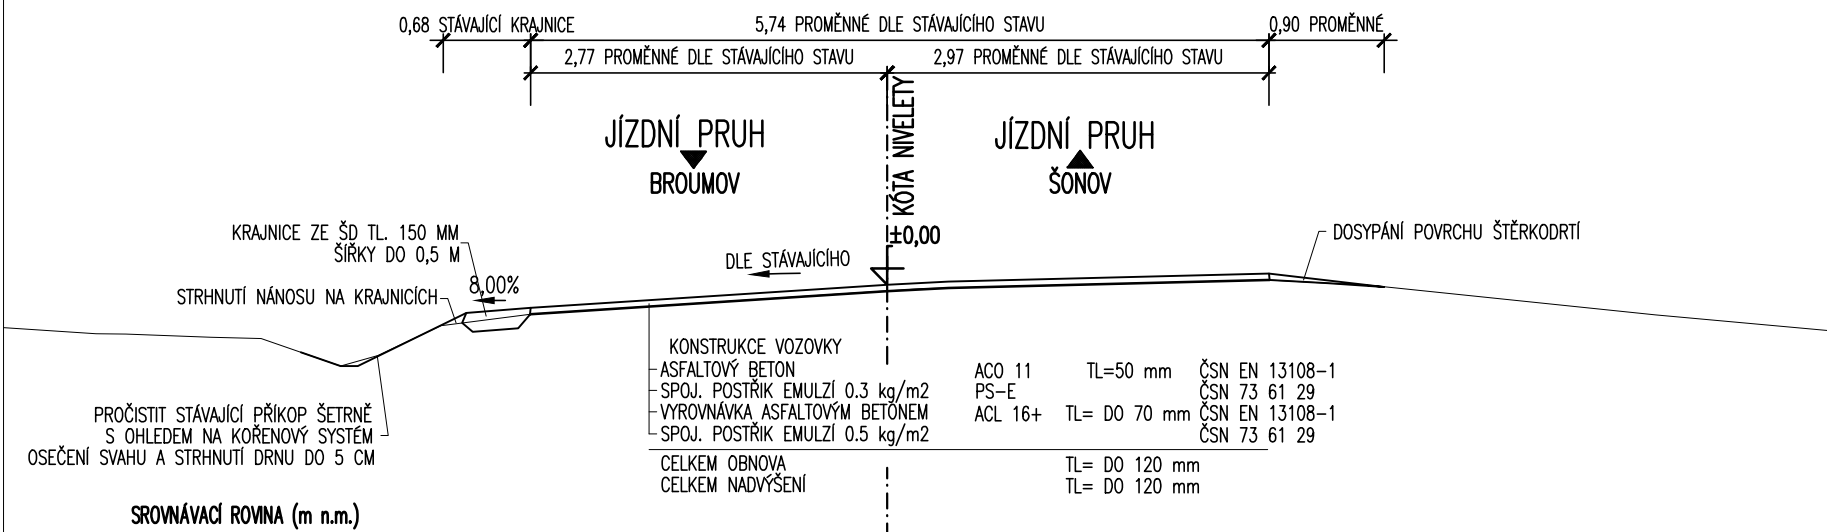 0,68 STÁVAJÍCÍ KRAJNICE
5,74 PROMĚNNÉ DLE STÁVAJÍCÍHO STAVU
0,90 PROMĚNNÉ
2,77 PROMĚNNÉ DLE STÁVAJÍCÍHO STAVU
2,97 PROMĚNNÉ DLE STÁVAJÍCÍHO STAVU
JÍZDNÍ PRUH
BROUMOV
KÓTA NIVELETY
±0,00
JÍZDNÍ PRUH
ŠONOV
KRAJNICE ZE ŠD TL. 150 MM
ŠÍŘKY DO 0,5 M
STRHNUTÍ NÁNOSU NA KRAJNICÍCH
8,00%
DLE STÁVAJÍCÍHO
DOSYPÁNÍ POVRCHU ŠTĚRKODRTÍ
KONSTRUKCE VOZOVKY
ASFALTOVÝ BETON ACO 11 TL=50 mm ČSN EN 13108-1
SPOJ. POSTŘIK EMULZÍ 0.3 kg/m2 PS-E ČSN 73 61 29
VYROVNÁVKA ASFALTOVÝM BETONEM ACL 16+ TL= DO 70 mm ČSN EN 13108-1
SPOJ. POSTŘIK EMULZÍ 0.5 kg/m2 ČSN 73 61 29
CELKEM OBNOVA TL= DO 120 mm
CELKEM NADVÝŠENÍ TL= DO 120 mm
PROČISTIT STÁVAJÍCÍ PŘÍKOP ŠETRNĚ
S OHLEDEM NA KOŘENOVÝ SYSTÉM
OSEČENÍ SVAHU A STRHNUTÍ DRNU DO 5 CM
SROVNÁVACÍ ROVINA (m n.m.)